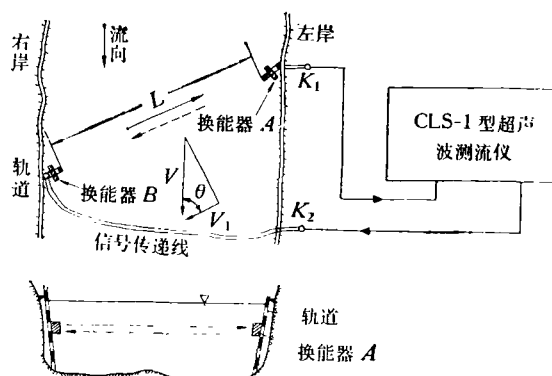 右岸
流向
左岸
L
换能器 A
K₁
CLS-1 型超声
波测流仪
轨道
换能器 B
V
θ
V₁
K₂
信号传递线
轨道
换能器 A